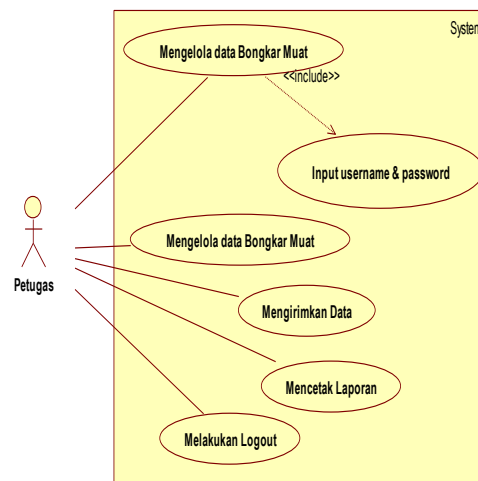 System
Mengelola data Bongkar Muat
<<include>>
Input username & password
Mengelola data Bongkar Muat
Petugas
Mengirimkan Data
Mencetak Laporan
Melakukan Logout